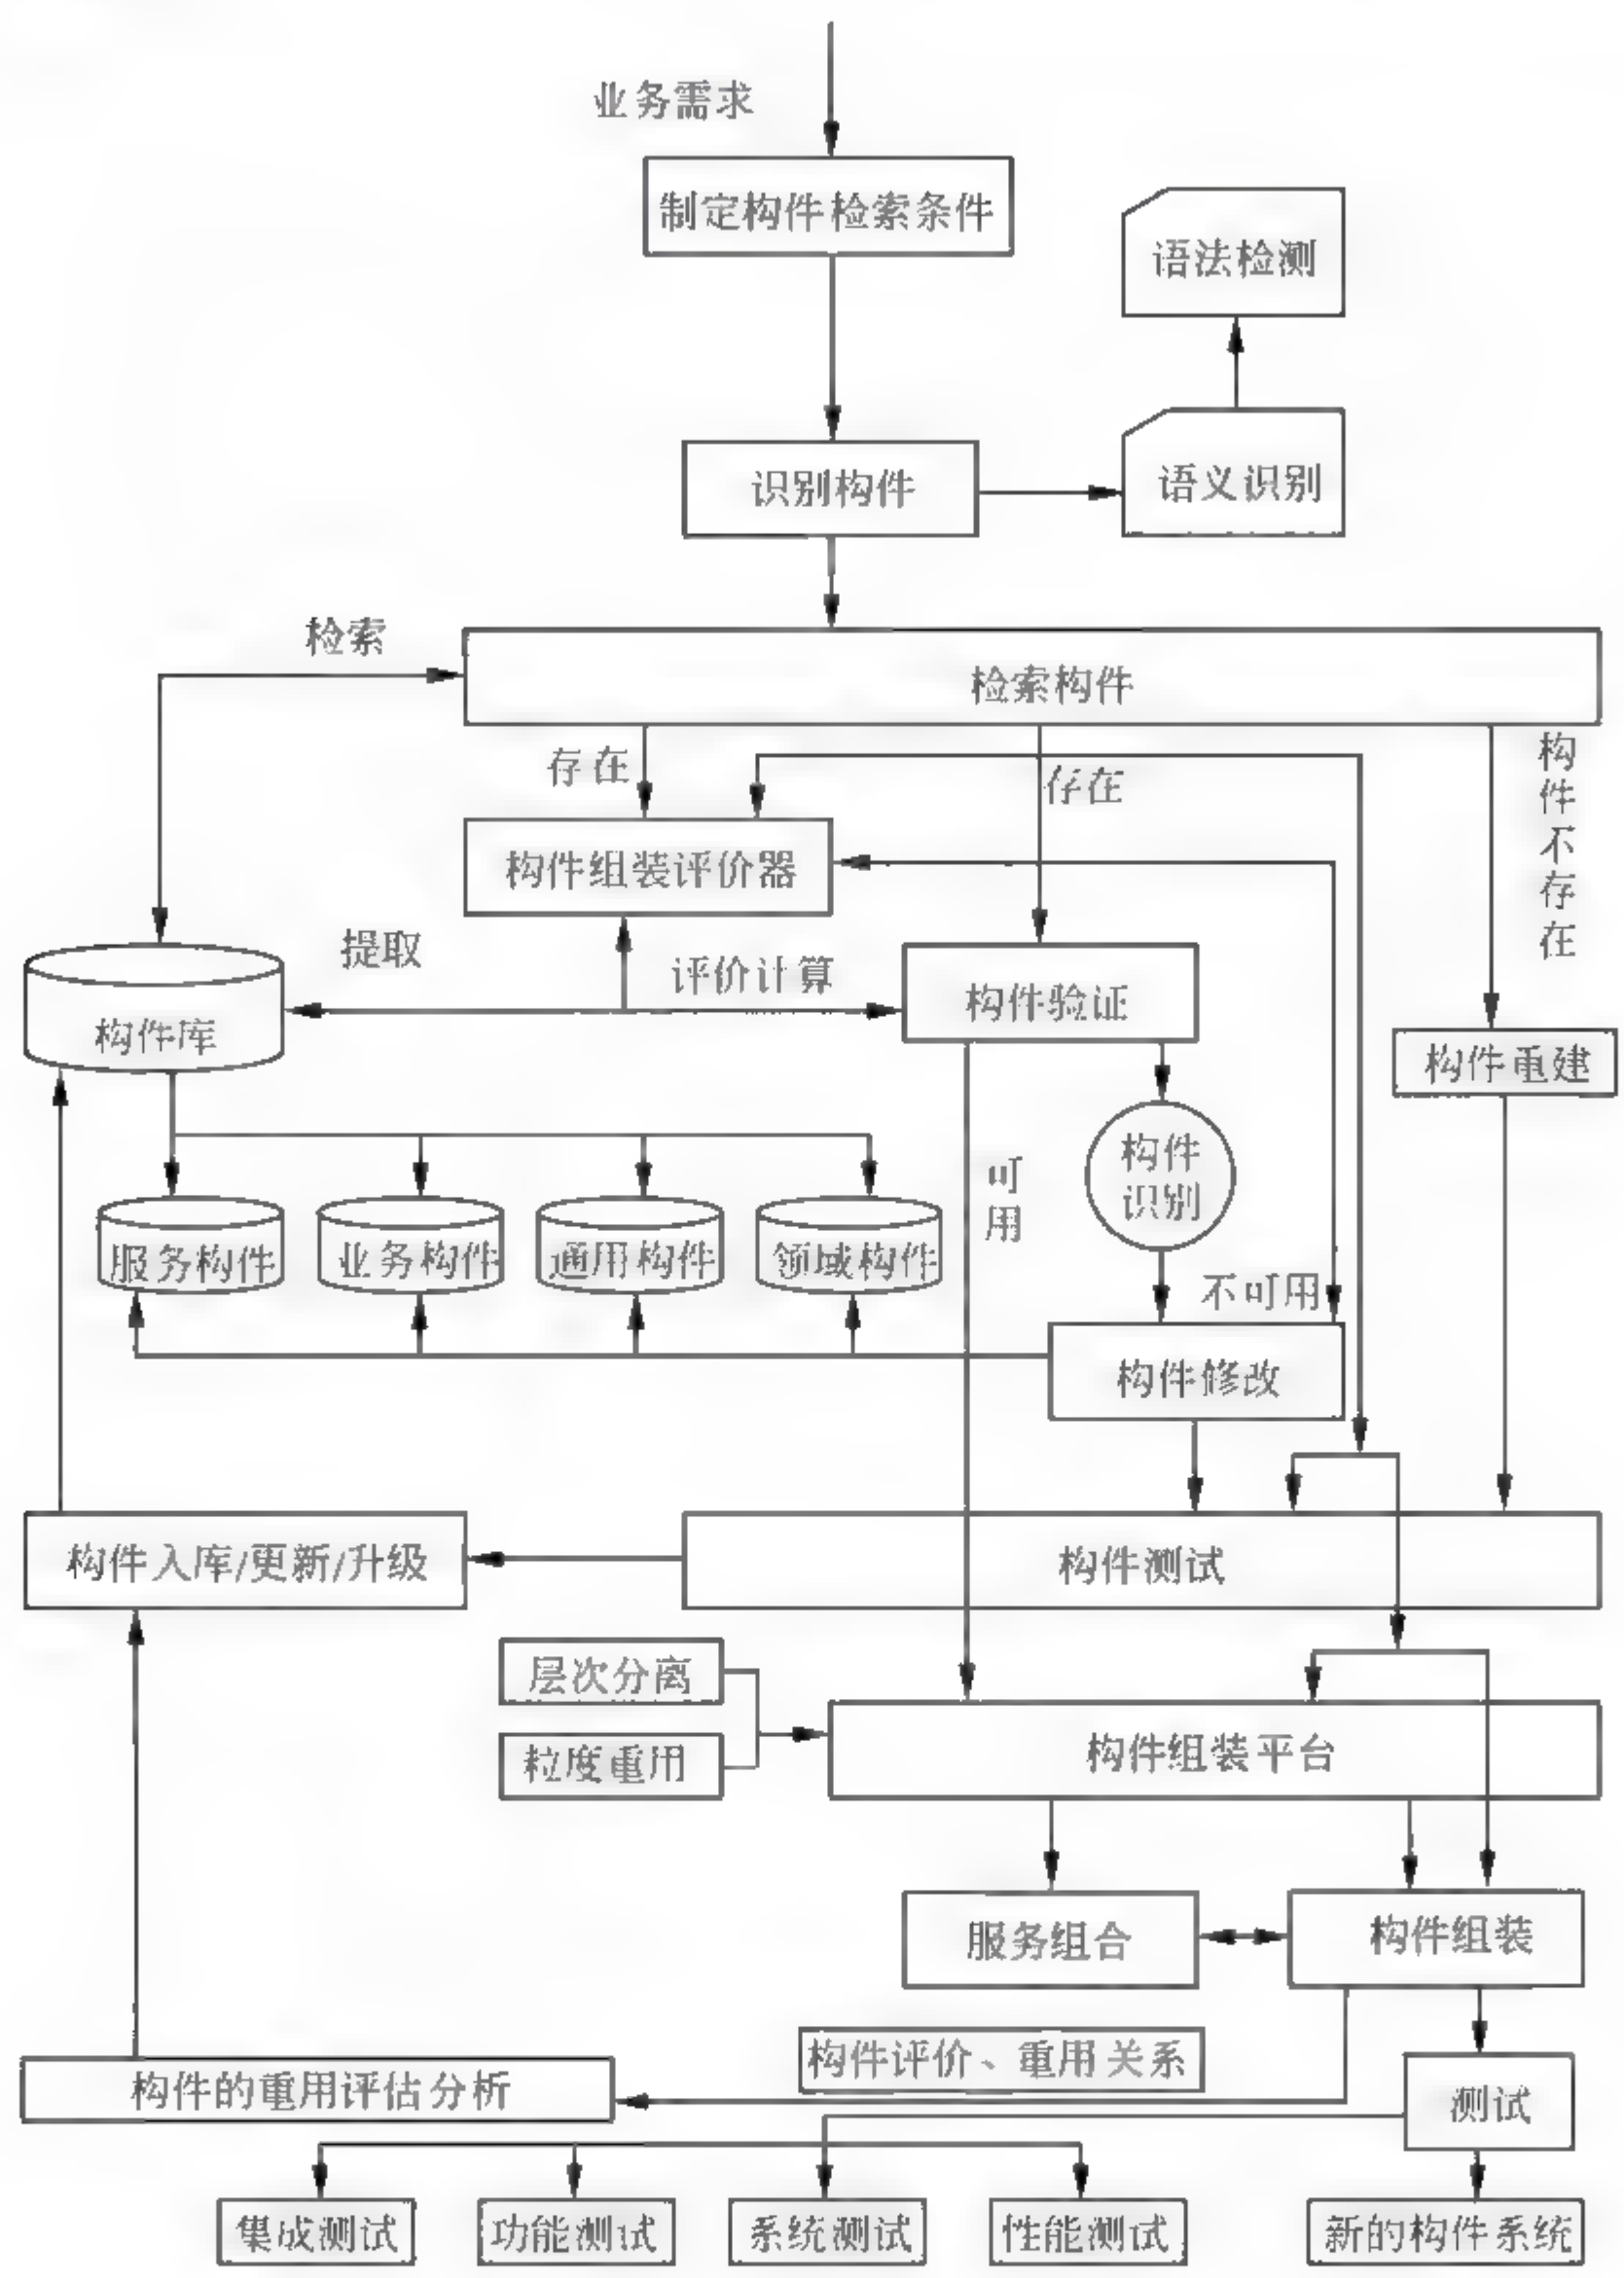 业务需求
制定构件检索条件
语法检测
识别构件
语义识别
检索
检索构件
存在
存在
构件不存在
构件组装评价器
提取
评价计算
构件库
构件验证
构件重建
构件
识别
可用
服务构件
业务构件
通用构件
领域构件
不可用
构件修改
构件入库/更新/升级
构件测试
层次分离
粒度重用
构件组装平台
服务组合
构件组装
构件评价、重用关系
构件的重用评估分析
测试
集成测试
功能测试
系统测试
性能测试
新的构件系统